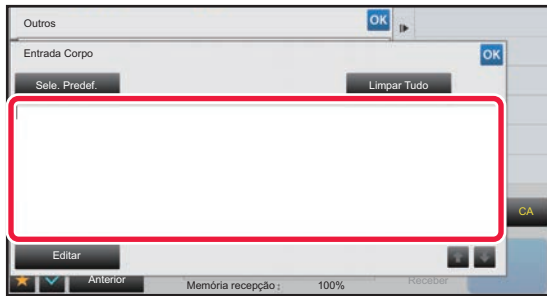 Outros OK
Entrada Corpo OK
Sele. Predef. Limpar Tudo
CA
Editar
Anterior Receber
Memória recepção : 100%